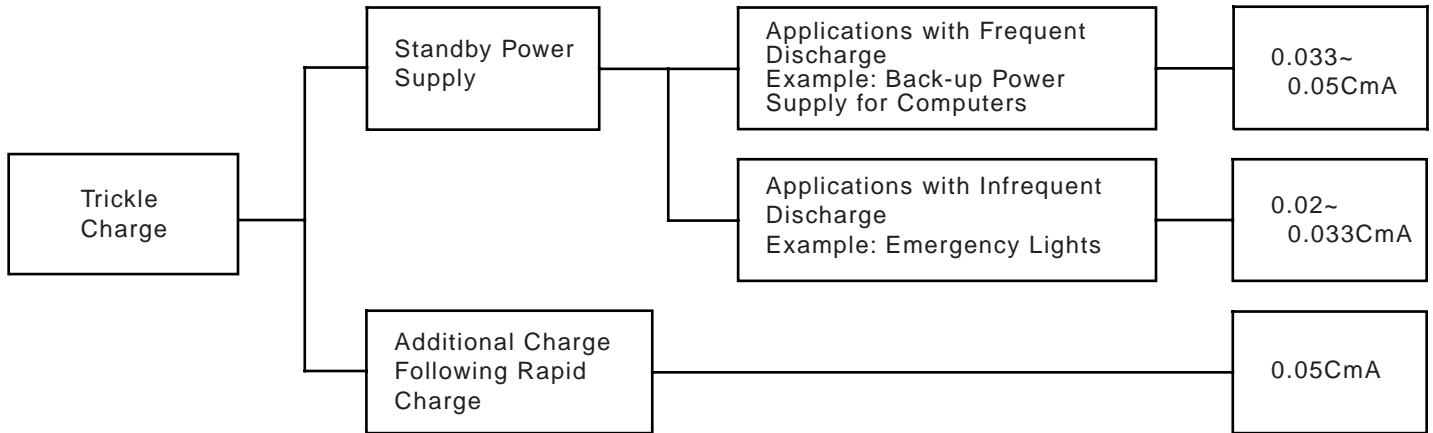 Standby Power
Supply
Applications with Frequent
Discharge
Example: Back-up Power
Supply for Computers
0.033~
0.05CmA
Trickle
Charge
Applications with Infrequent
Discharge
Example: Emergency Lights
0.02~
0.033CmA
Additional Charge
Following Rapid
Charge
0.05CmA